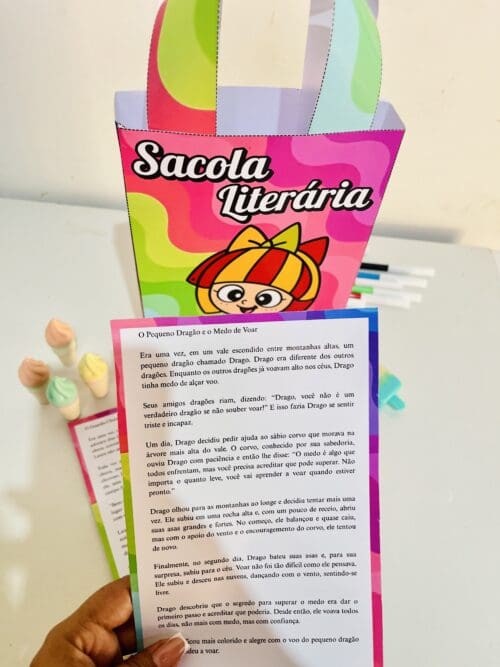 Sacola
Literária
O Pequeno Dragão e o Medo de Voar
Era uma vez, em um vale escondido entre montanhas altas, um
pequeno dragão chamado Drago. Drago era diferente dos outros
dragões. Enquanto os outros dragões já voavam alto nos céus, Drago
tinha medo de alçar voo.
Seus amigos dragões riam, dizendo: “Drago, você não é um
verdadeiro dragão se não souber voar!” E isso fazia Drago se sentir
triste e incapaz.
Um dia, Drago decidiu pedir ajuda ao sábio corvo que morava na
árvore mais alta do vale. O corvo, conhecido por sua sabedoria,
ouviu Drago com paciência e então lhe disse: “O medo é algo que
todos enfrentam, mas você precisa acreditar que pode superar. Não
importa o quanto leve, você vai aprender a voar quando estiver
pronto.”
Drago olhou para as montanhas ao longe e decidiu tentar mais uma
vez. Ele subiu em uma rocha alta e, com um pouco de receio, abriu
suas asas grandes e fortes. No começo, ele balançou e quase caiu,
mas com o apoio do vento e o encorajamento do corvo, ele tentou
de novo.
Finalmente, no segundo dia, Drago bateu suas asas e, para sua
surpresa, subiu para o céu. Voar não foi tão difícil como ele pensava.
Ele subiu e desceu nas nuvens, dançando com o vento, sentindo-se
livre.
Drago descobriu que o segredo para superar o medo era dar o
primeiro passo e acreditar que poderia. Desde então, ele voava todos
os dias, não mais com medo, mas com confiança.
ficou mais colorido e alegre com o voo do pequeno dragão
a voar.